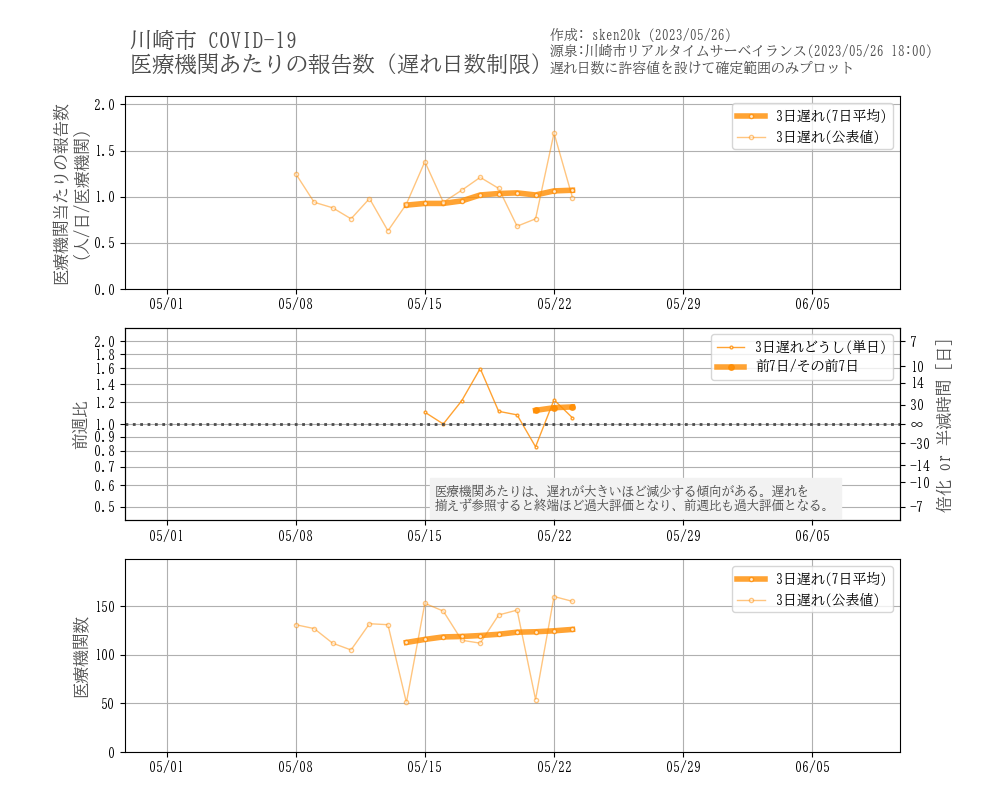 川崎市 COVID-19
医療機関あたりの報告数 (遅れ日数制限)
作成: sken20k (2023/05/26)
源泉:川崎市リアルタイムサーベイランス(2023/05/26 18:00)
遅れ日数に許容値を設けて確定範囲のみプロット
医療機関当たりの報告数
(人/日/医療機関)
2.0
1.5
1.0
0.5
0.0
3日遅れ(7日平均)
3日遅れ(公表値)
05/01 05/08 05/15 05/22 05/29 06/05
前週比
2.0
1.8
1.6
1.4
1.2
1.0
0.9
0.8
0.7
0.6
0.5
3日遅れどうし(単日)
前7日/その前7日
7
10
14
30
∞
-30
-14
-10
-7
倍化 or 半減時間 [日]
医療機関あたりは、遅れが大きいほど減少する傾向がある。遅れを
揃えず参照すると終端ほど過大評価となり、前週比も過大評価となる。
05/01 05/08 05/15 05/22 05/29 06/05
医療機関数
150
100
50
0
3日遅れ(7日平均)
3日遅れ(公表値)
05/01 05/08 05/15 05/22 05/29 06/05